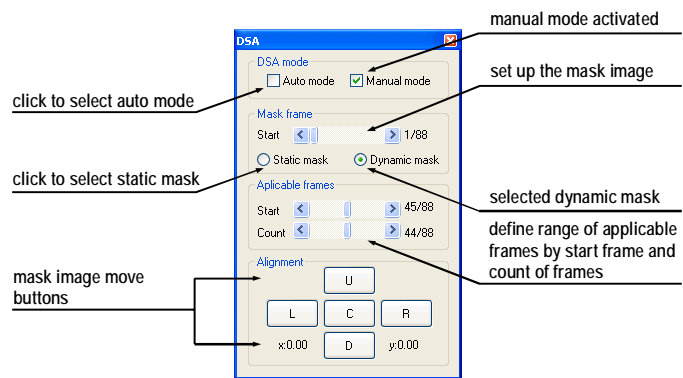 manual mode activated
DSA
DSA mode
Auto mode
Manual mode
set up the mask image
click to select auto mode
Mask frame
Start
1/88
Static mask
Dynamic mask
click to select static mask
Aplicable frames
selected dynamic mask
Start
45/88
Count
44/88
define range of applicable
frames by start frame and
count of frames
Alignment
mask image move
buttons
U
L
C
R
x:0.00
D
y:0.00